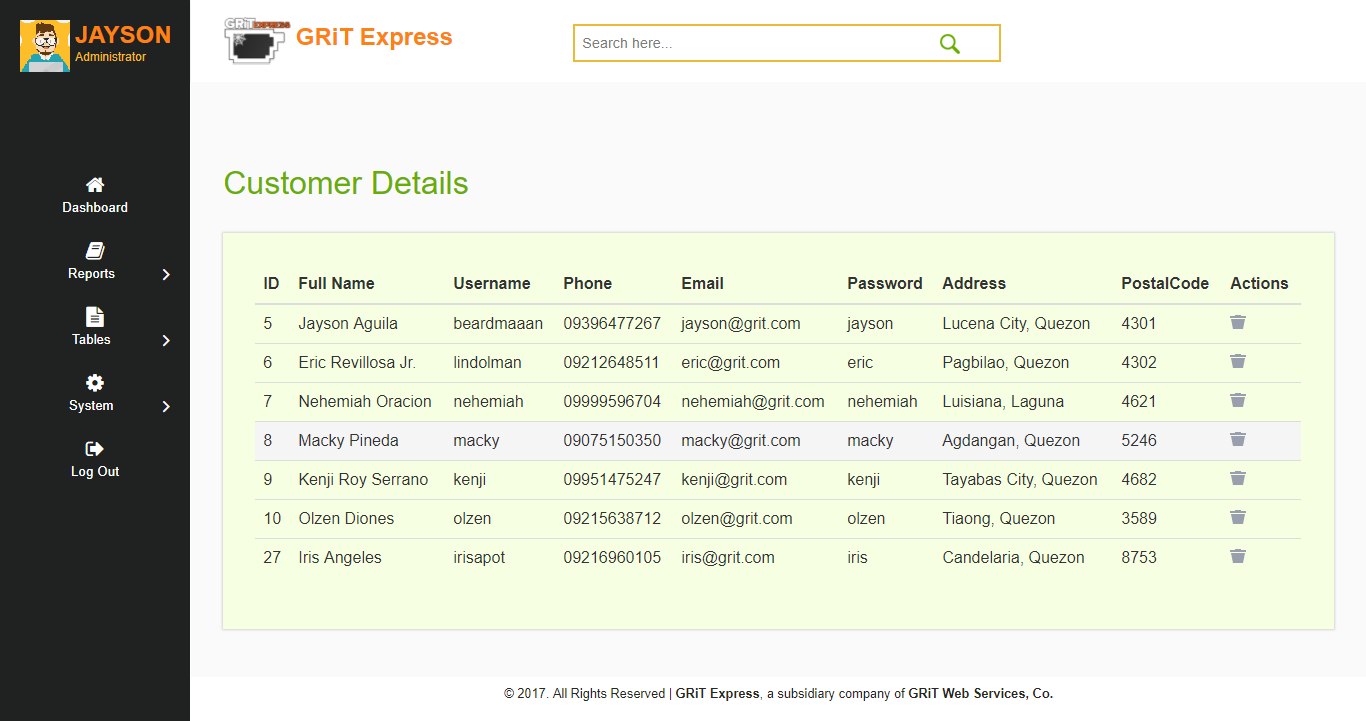 JAYSON
Administrator
GRiT EXPRESS
GRiT Express
Search here...
Dashboard
Reports
Tables
System
Log Out
Customer Details
ID Full Name Username Phone Email Password Address PostalCode Actions
5 Jayson Aguila beardmaaan 09396477267 jayson@grit.com jayson Lucena City, Quezon 4301
6 Eric Revillosa Jr. lindolman 09212648511 eric@grit.com eric Pagbilao, Quezon 4302
7 Nehemiah Oracion nehemiah 09999596704 nehemiah@grit.com nehemiah Luisiana, Laguna 4621
8 Macky Pineda macky 09075150350 macky@grit.com macky Agdangan, Quezon 5246
9 Kenji Roy Serrano kenji 09951475247 kenji@grit.com kenji Tayabas City, Quezon 4682
10 Olzen Diones olzen 09215638712 olzen@grit.com olzen Tiaong, Quezon 3589
27 Iris Angeles irisapot 09216960105 iris@grit.com iris Candelaria, Quezon 8753
© 2017. All Rights Reserved | GRiT Express, a subsidiary company of GRiT Web Services, Co.